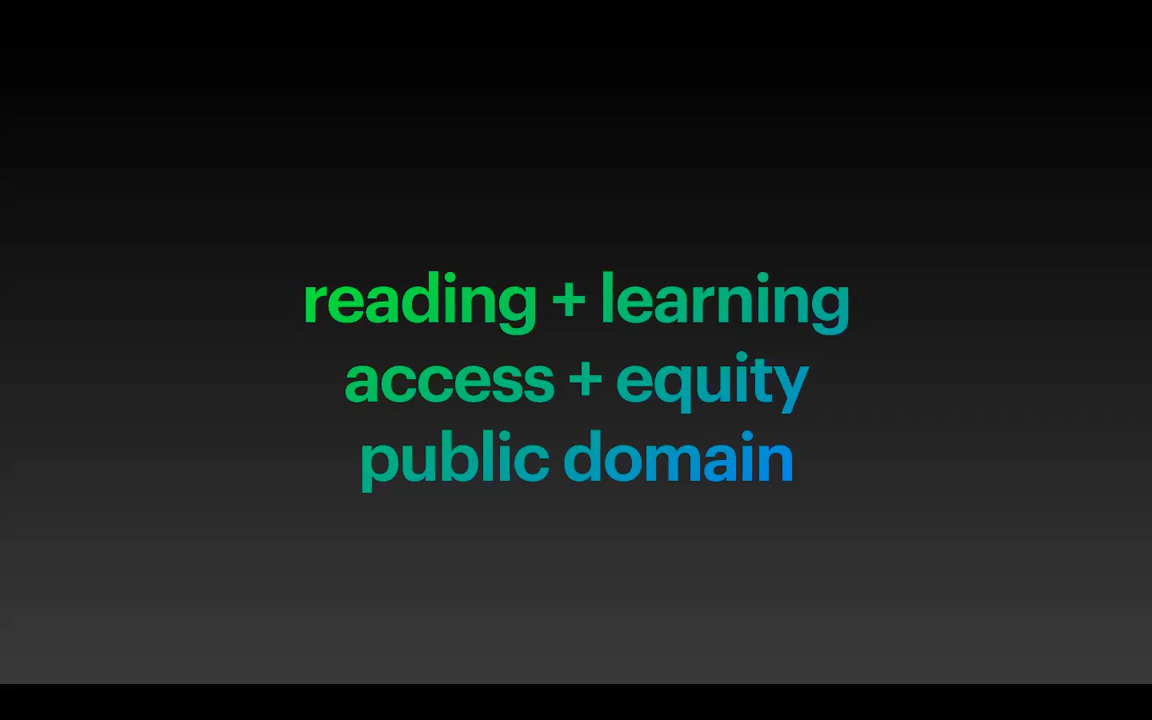 reading + learning
access + equity
public domain